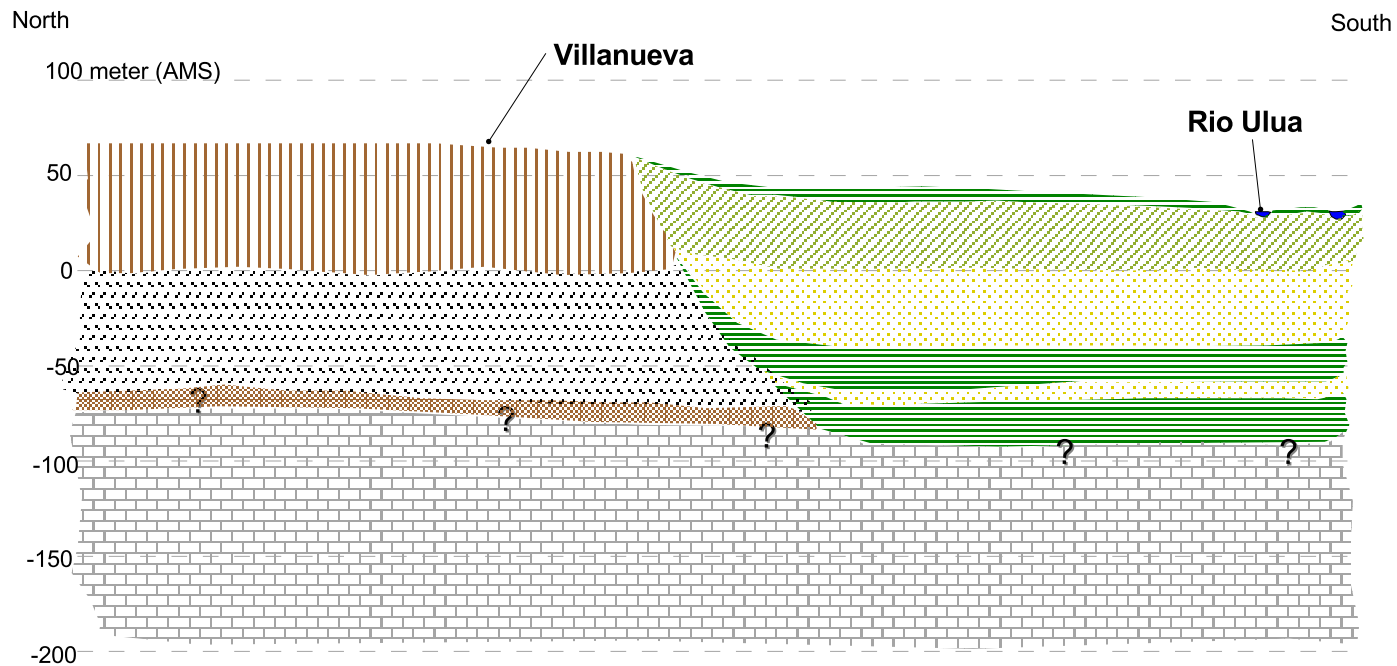 North
South
Villanueva
100 meter (AMS)
Rio Ulua
50
0
-50
?
?
?
?
?
-100
-150
-200